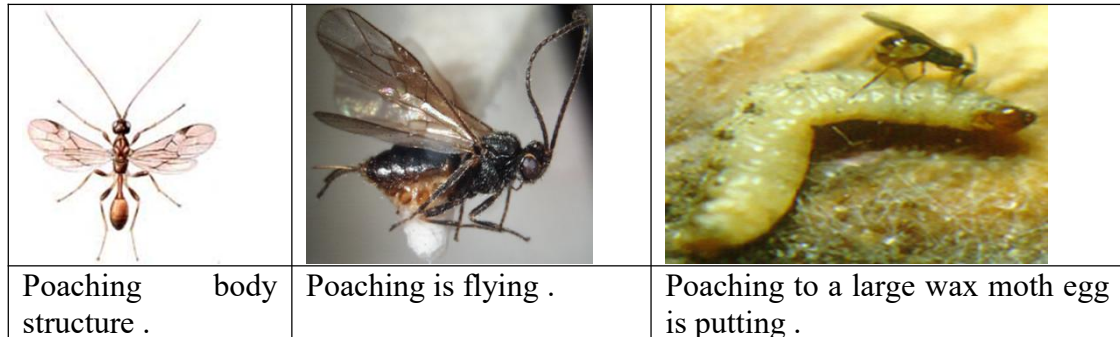 Poaching body
structure .
Poaching is flying .
Poaching to a large wax moth egg
is putting .